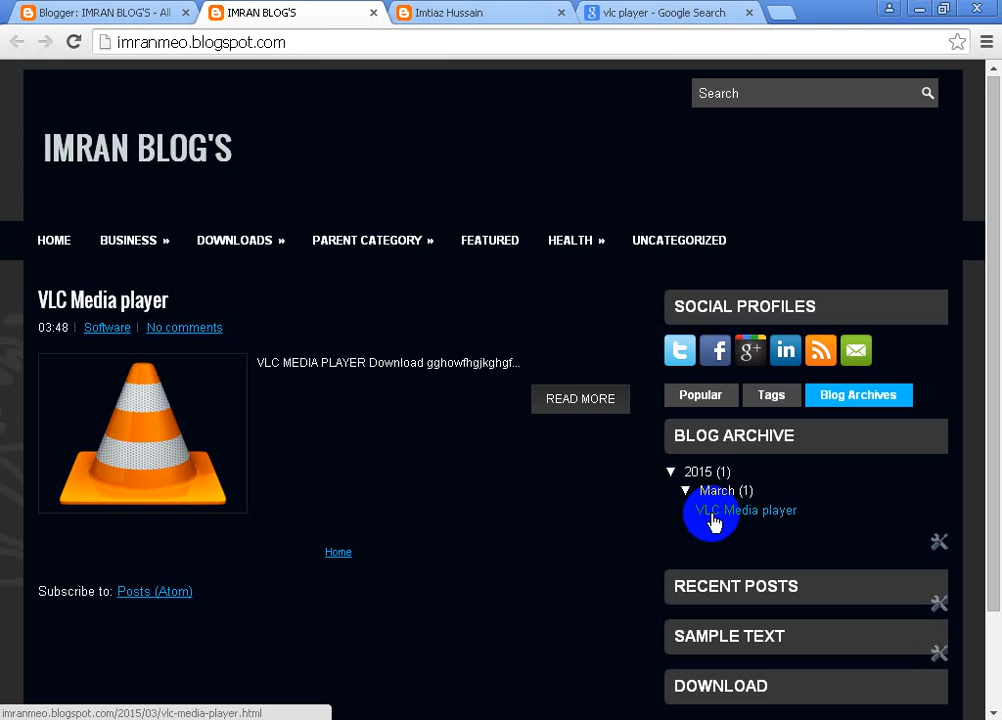 Blogger: IMRAN BLOG'S - All
IMRAN BLOG'S
Imtiaz Hussain
vlc player - Google Search
imranmeo.blogspot.com
Search
IMRAN BLOG'S
HOME BUSINESS » DOWNLOADS » PARENT CATEGORY » FEATURED HEALTH » UNCATEGORIZED
VLC Media player
03:48 Software No comments
VLC MEDIA PLAYER Download gghowfhgjkghgf...
READ MORE
Home
Subscribe to: Posts (Atom)
SOCIAL PROFILES
Popular Tags Blog Archives
BLOG ARCHIVE
▼ 2015 (1)
▼ March (1)
VLC Media player
RECENT POSTS
SAMPLE TEXT
DOWNLOAD
imranmeo.blogspot.com/2015/03/vlc-media-player.html